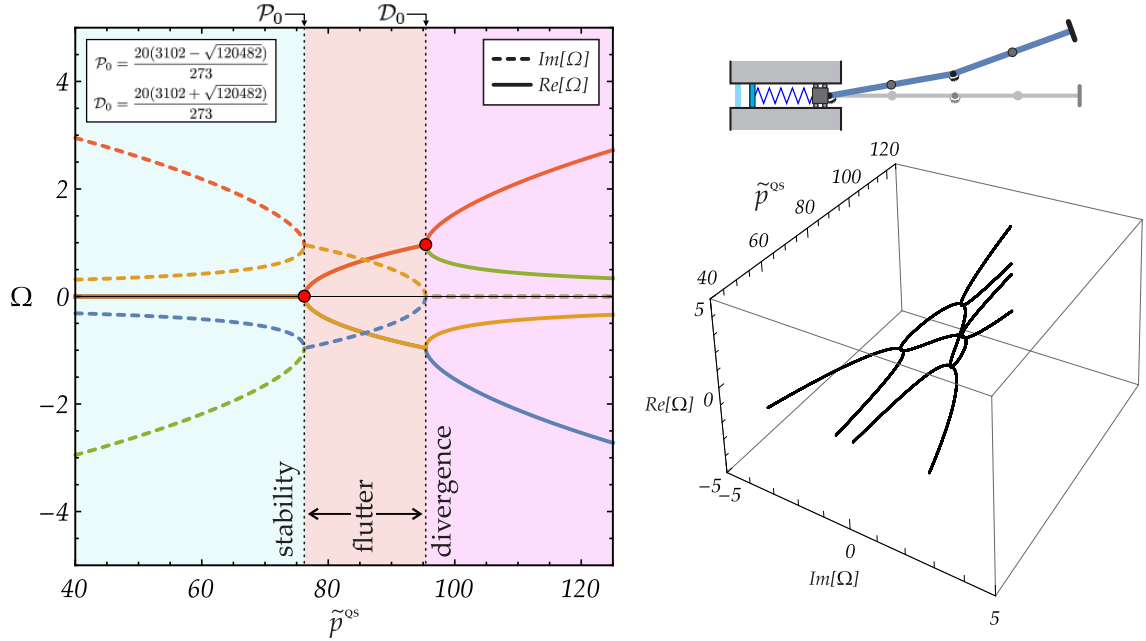 𝒫₀ 𝒟₀
𝒫₀ = 20(3102 − √120482) / 273
𝒟₀ = 20(3102 + √120482) / 273
Im[Ω]
Re[Ω]
4
2
0
−2
−4
Ω
stability
flutter
divergence
40 60 80 100 120
p̃^QS
120
100
80
60
40
p̃^QS
5
0
−5
Re[Ω]
−5
0
5
Im[Ω]